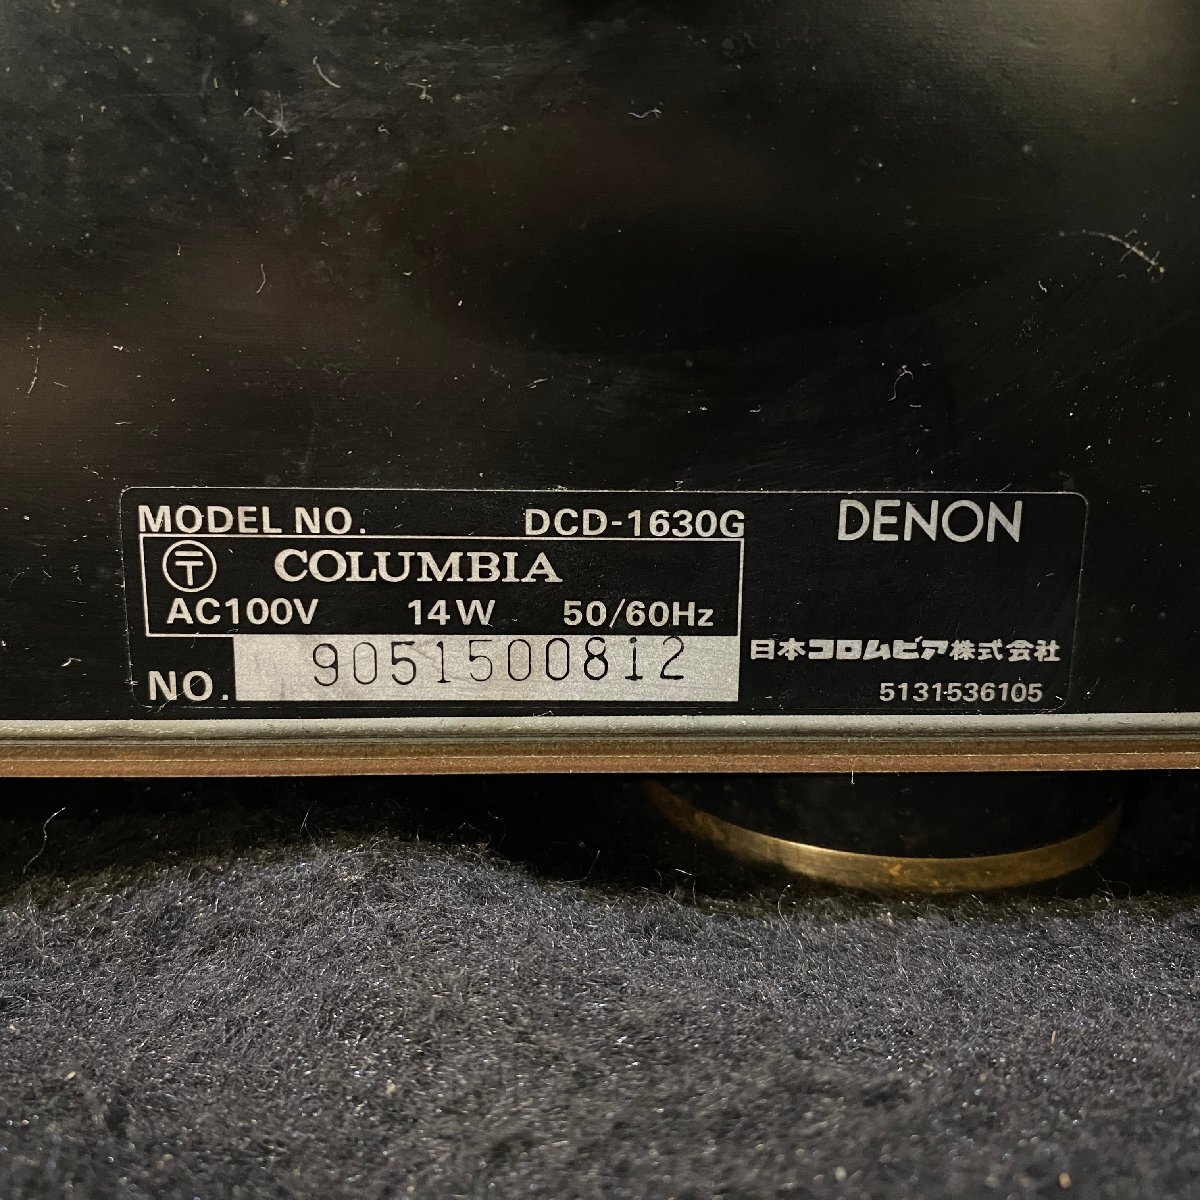 MODEL NO. DCD-1630G
DENON
〒 COLUMBIA
AC100V 14W 50/60Hz
NO. 9051500812
日本コロムビア株式会社
5131536105